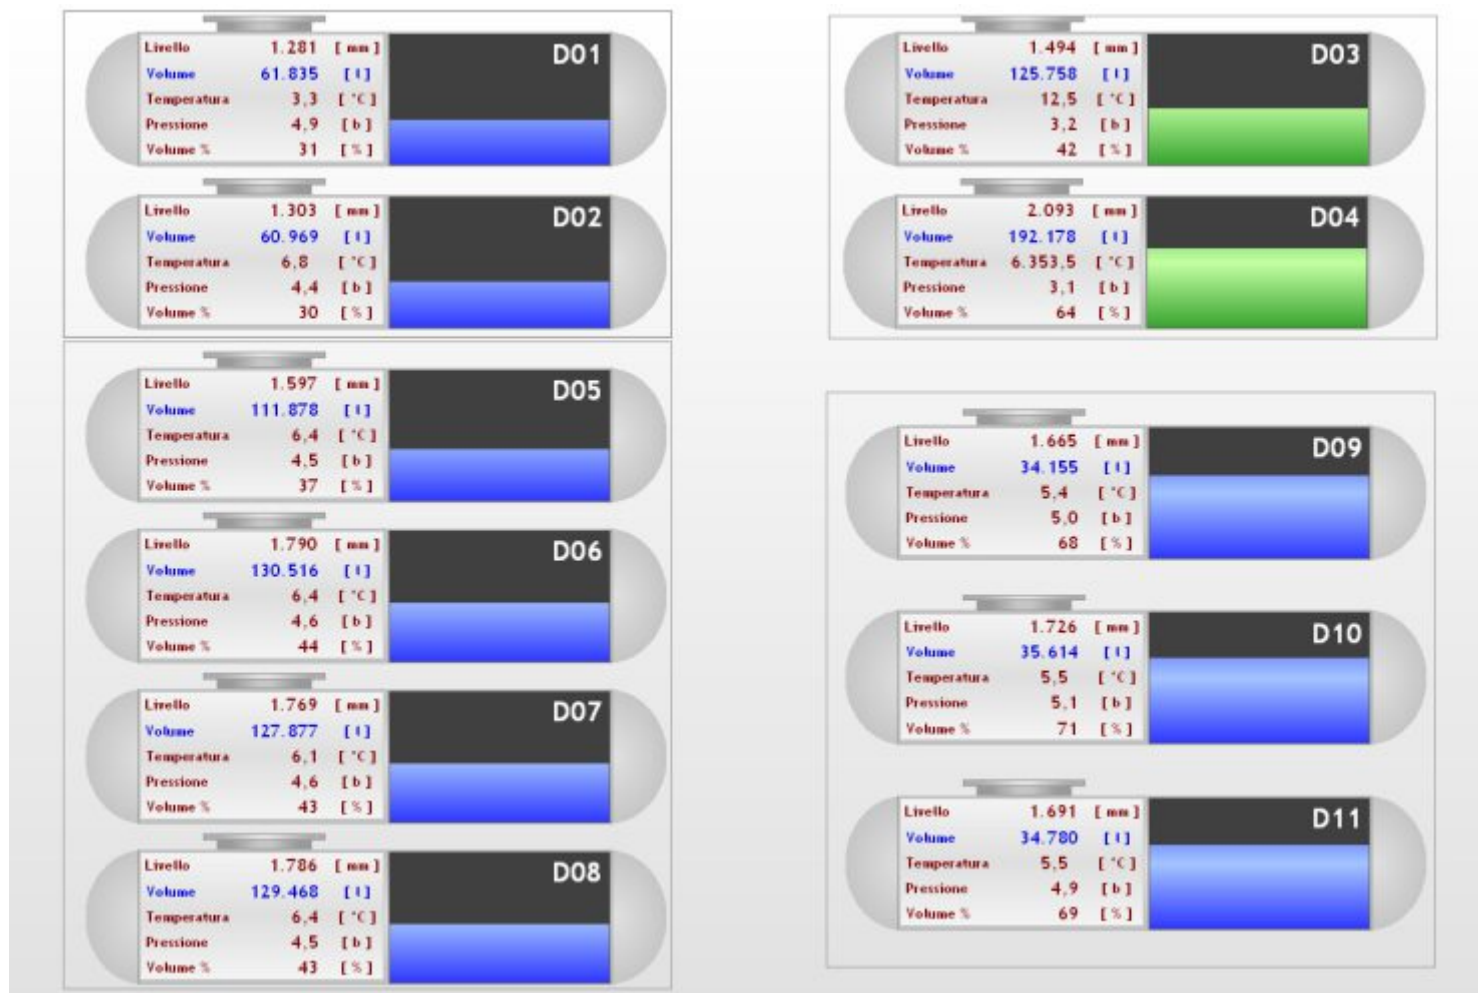 D01
Livello 1.281 [ mm ]
Volume 61.835 [ l ]
Temperatura 3,3 [ °C ]
Pressione 4,9 [ b ]
Volume % 31 [ % ]
D02
Livello 1.303 [ mm ]
Volume 60.969 [ l ]
Temperatura 6,8 [ °C ]
Pressione 4,4 [ b ]
Volume % 30 [ % ]
D05
Livello 1.597 [ mm ]
Volume 111.878 [ l ]
Temperatura 6,4 [ °C ]
Pressione 4,5 [ b ]
Volume % 37 [ % ]
D06
Livello 1.790 [ mm ]
Volume 130.516 [ l ]
Temperatura 6,4 [ °C ]
Pressione 4,6 [ b ]
Volume % 44 [ % ]
D07
Livello 1.769 [ mm ]
Volume 127.877 [ l ]
Temperatura 6,1 [ °C ]
Pressione 4,6 [ b ]
Volume % 43 [ % ]
D08
Livello 1.786 [ mm ]
Volume 129.468 [ l ]
Temperatura 6,4 [ °C ]
Pressione 4,5 [ b ]
Volume % 43 [ % ]
D03
Livello 1.494 [ mm ]
Volume 125.758 [ l ]
Temperatura 12,5 [ °C ]
Pressione 3,2 [ b ]
Volume % 42 [ % ]
D04
Livello 2.093 [ mm ]
Volume 192.178 [ l ]
Temperatura 6.353,5 [ °C ]
Pressione 3,1 [ b ]
Volume % 64 [ % ]
D09
Livello 1.665 [ mm ]
Volume 34.155 [ l ]
Temperatura 5,4 [ °C ]
Pressione 5,0 [ b ]
Volume % 68 [ % ]
D10
Livello 1.726 [ mm ]
Volume 35.614 [ l ]
Temperatura 5,5 [ °C ]
Pressione 5,1 [ b ]
Volume % 71 [ % ]
D11
Livello 1.691 [ mm ]
Volume 34.780 [ l ]
Temperatura 5,5 [ °C ]
Pressione 4,9 [ b ]
Volume % 69 [ % ]